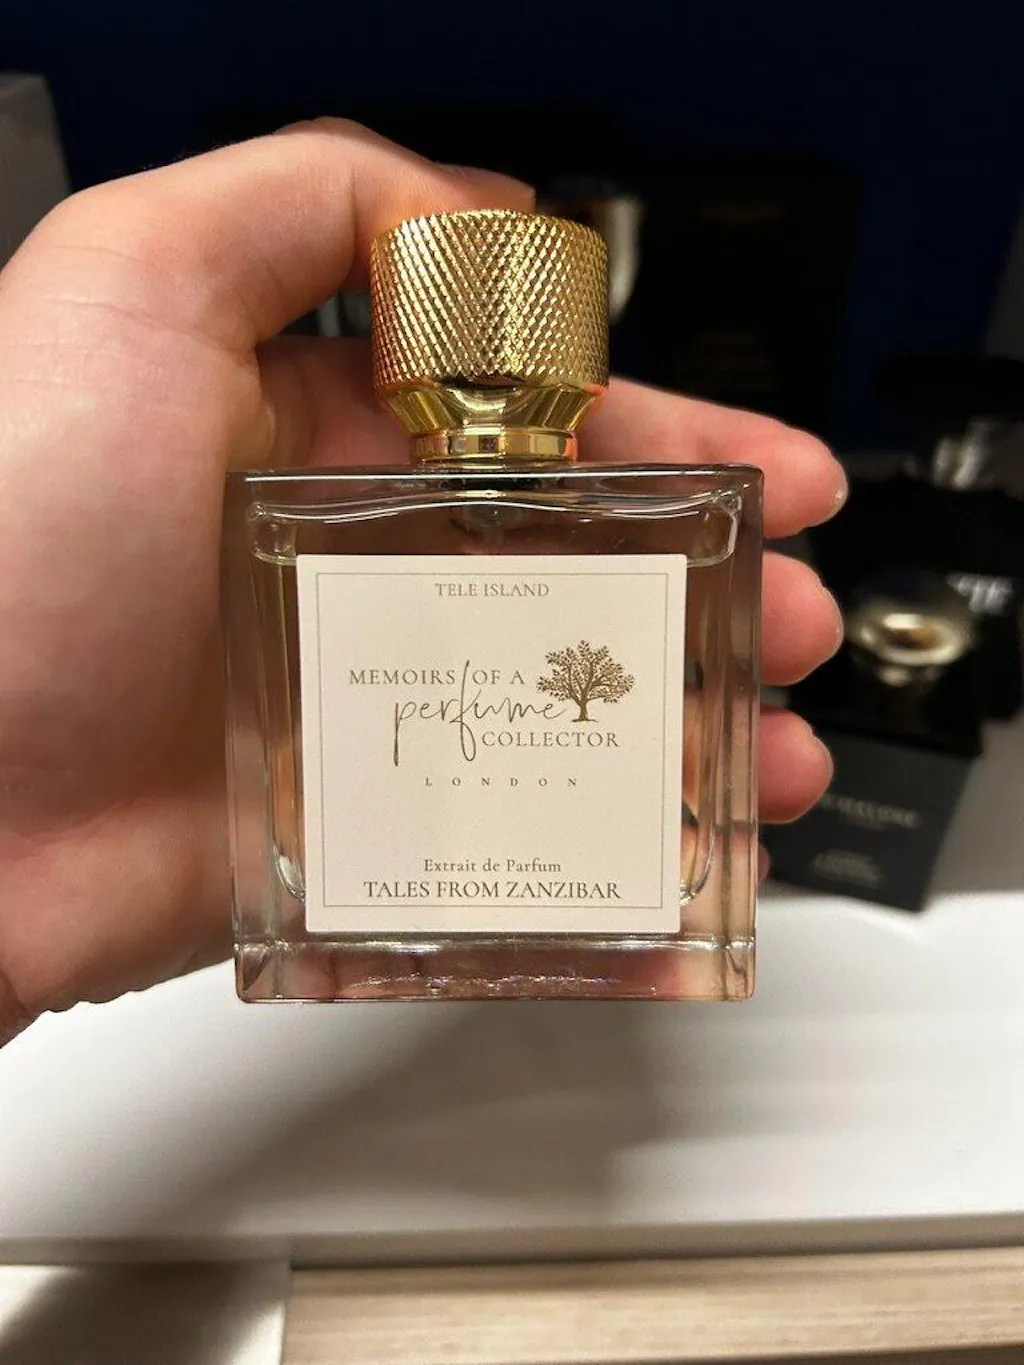 TELE ISLAND
MEMOIRS OF A
perfume
COLLECTOR
LONDON
Extrait de Parfum
TALES FROM ZANZIBAR